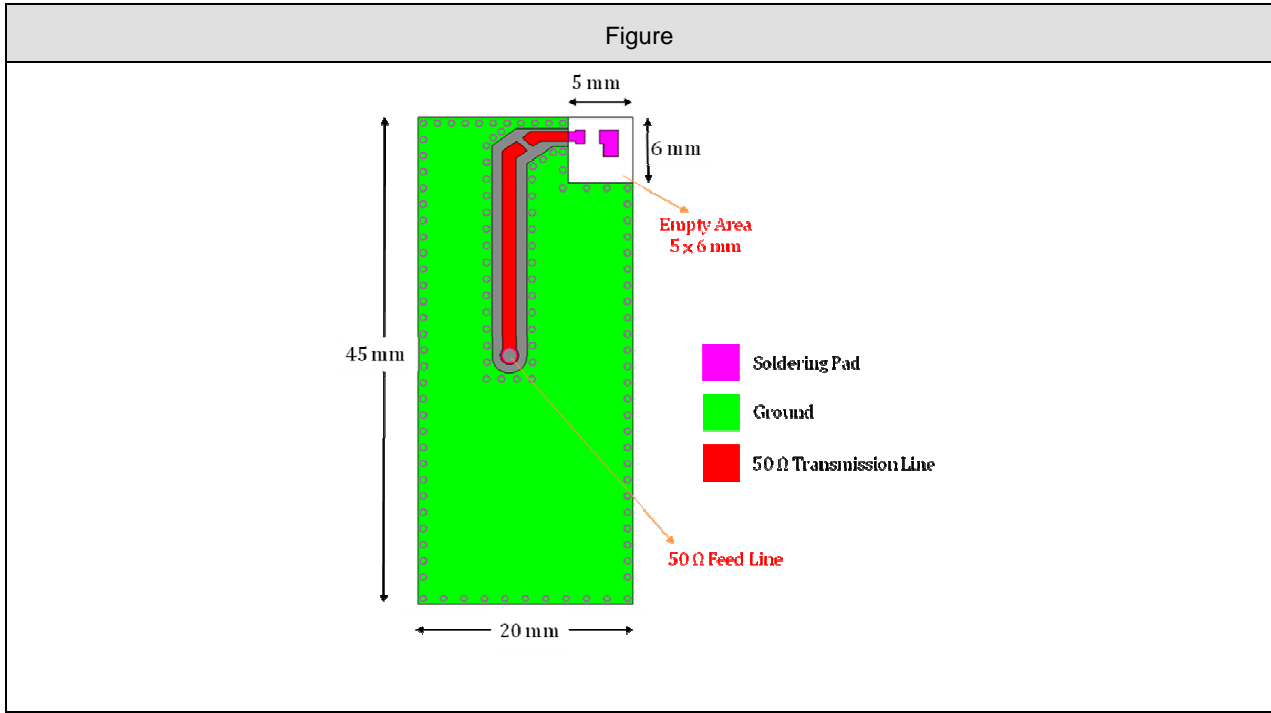 Figure
5 mm
6 mm
Empty Area
5 x 6 mm
45 mm
Soldering Pad
Ground
50 Ω Transmission Line
50 Ω Feed Line
20 mm